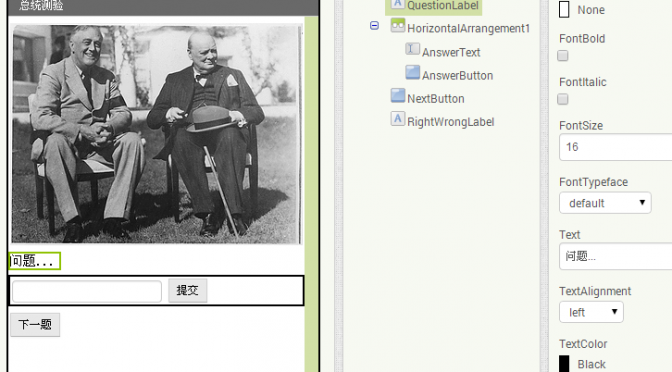 总统测验
问题...
提交
下一题
QuestionLabel
HorizontalArrangement1
AnswerText
AnswerButton
NextButton
RightWrongLabel
None
FontBold
FontItalic
FontSize
16
FontTypeface
default
Text
问题...
TextAlignment
left
TextColor
Black